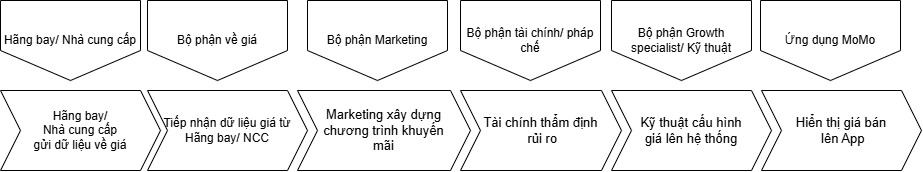 Hãng bay/ Nhà cung cấp
Bộ phận về giá
Bộ phận Marketing
Bộ phận tài chính/ pháp
chế
Bộ phận Growth
specialist/ Kỹ thuật
Ứng dụng MoMo
Hãng bay/
Nhà cung cấp
gửi dữ liệu về giá
Tiếp nhận dữ liệu giá từ
Hãng bay/ NCC
Marketing xây dựng
chương trình khuyến
mãi
Tài chính thẩm định
rủi ro
Kỹ thuật cấu hình
giá lên hệ thống
Hiển thị giá bán
lên App